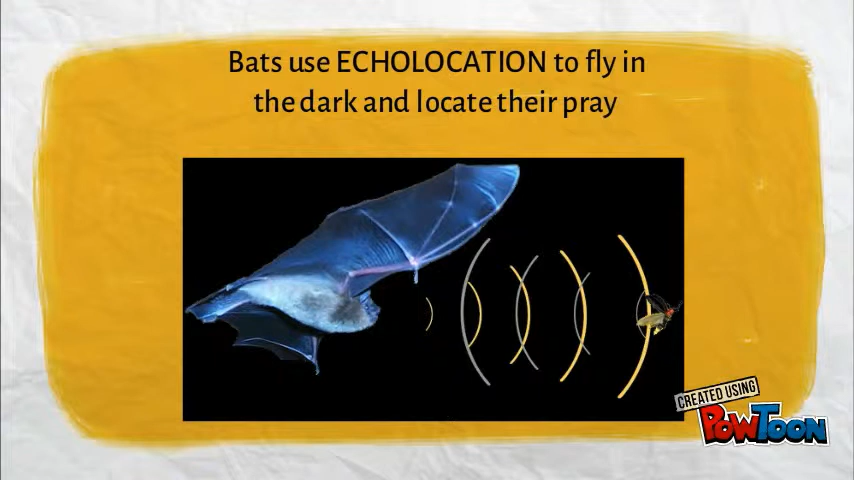 Bats use ECHOLOCATION to fly in
the dark and locate their pray
CREATED USING
POWTOON